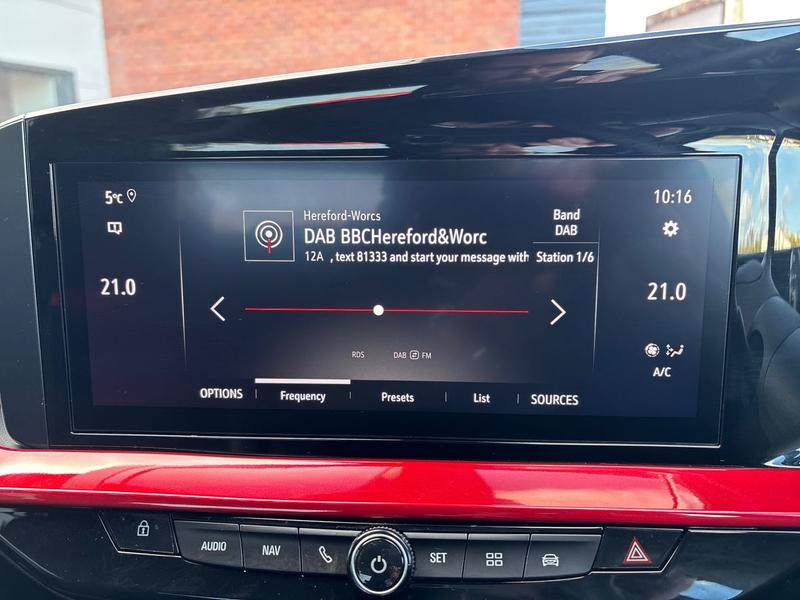 5°C
10:16
Hereford-Worcs
DAB BBCHereford&Worc
12A , text 81333 and start your message with
Band
DAB
Station 1/6
21.0
21.0
RDS
DAB FM
A/C
OPTIONS Frequency Presets List SOURCES
AUDIO NAV SET